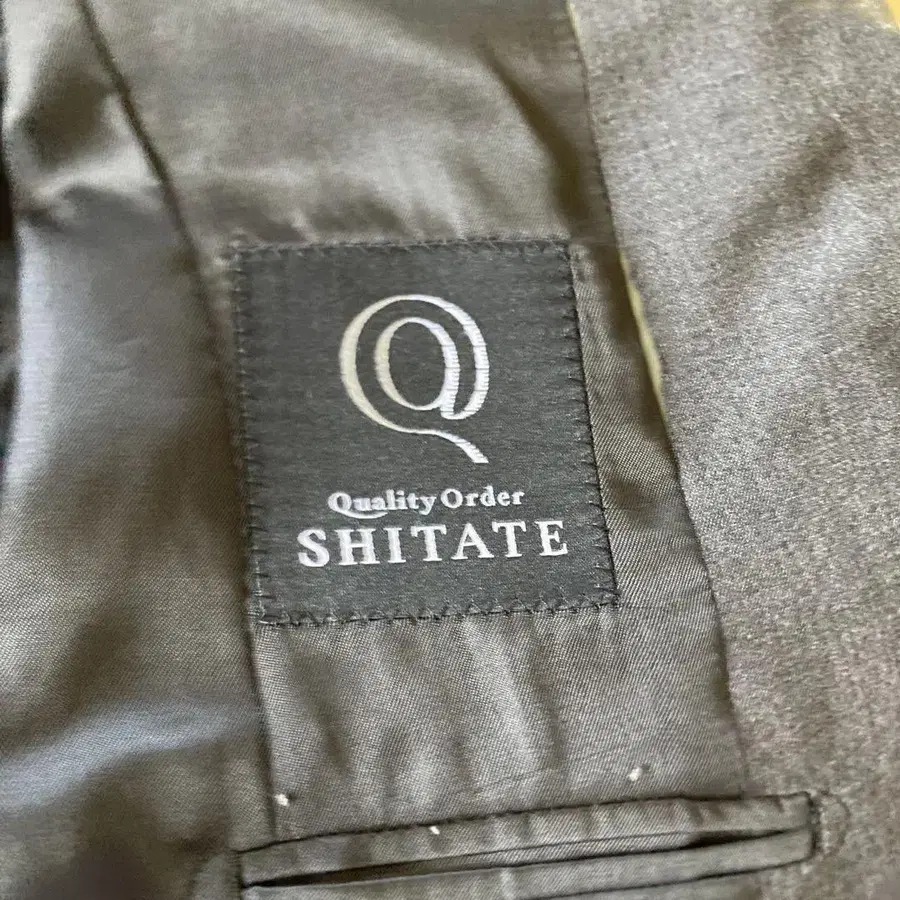 Q
Quality Order
SHITATE